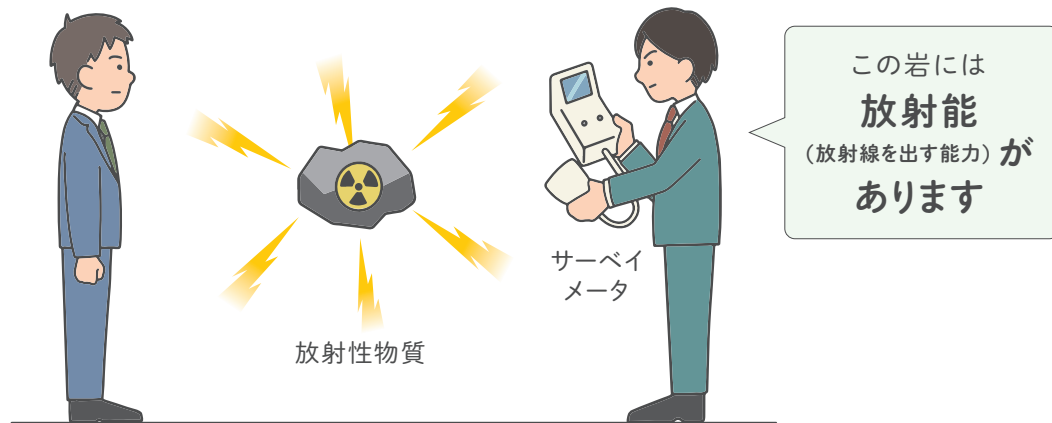 この岩には
放射能
(放射線を出す能力)が
あります
サーベイ
メータ
放射性物質